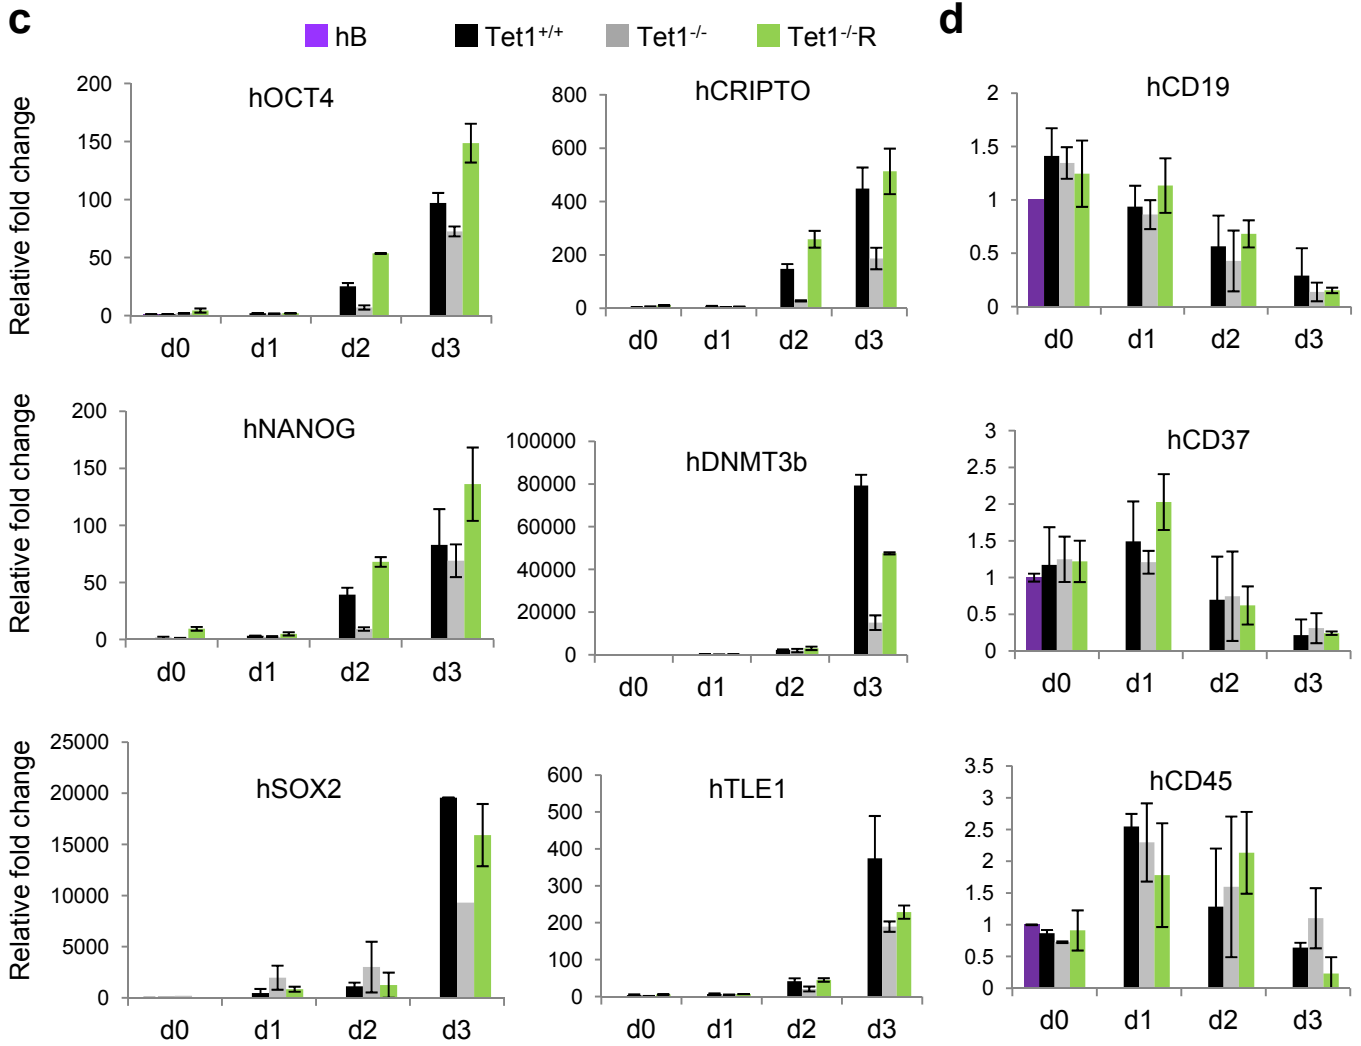 c
d
hB
Tet1+/+
Tet1-/-
Tet1-/-R
Relative fold change
hOCT4
200
150
100
50
0
d0 d1 d2 d3
hCRIPTO
800
600
400
200
0
d0 d1 d2 d3
hCD19
2
1.5
1
0.5
0
d0 d1 d2 d3
Relative fold change
hNANOG
200
150
100
50
0
d0 d1 d2 d3
hDNMT3b
100000
80000
60000
40000
20000
0
d0 d1 d2 d3
hCD37
3
2.5
2
1.5
1
0.5
0
d0 d1 d2 d3
Relative fold change
hSOX2
25000
20000
15000
10000
5000
0
d0 d1 d2 d3
hTLE1
600
500
400
300
200
100
0
d0 d1 d2 d3
hCD45
3.5
3
2.5
2
1.5
1
0.5
0
d0 d1 d2 d3